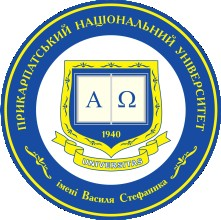 ПРИКАРПАТСЬКИЙ НАЦІОНАЛЬНИЙ УНІВЕРСИТЕТ
Α Ω
1940
UNIVERSITAS
імені Василя Стефаника